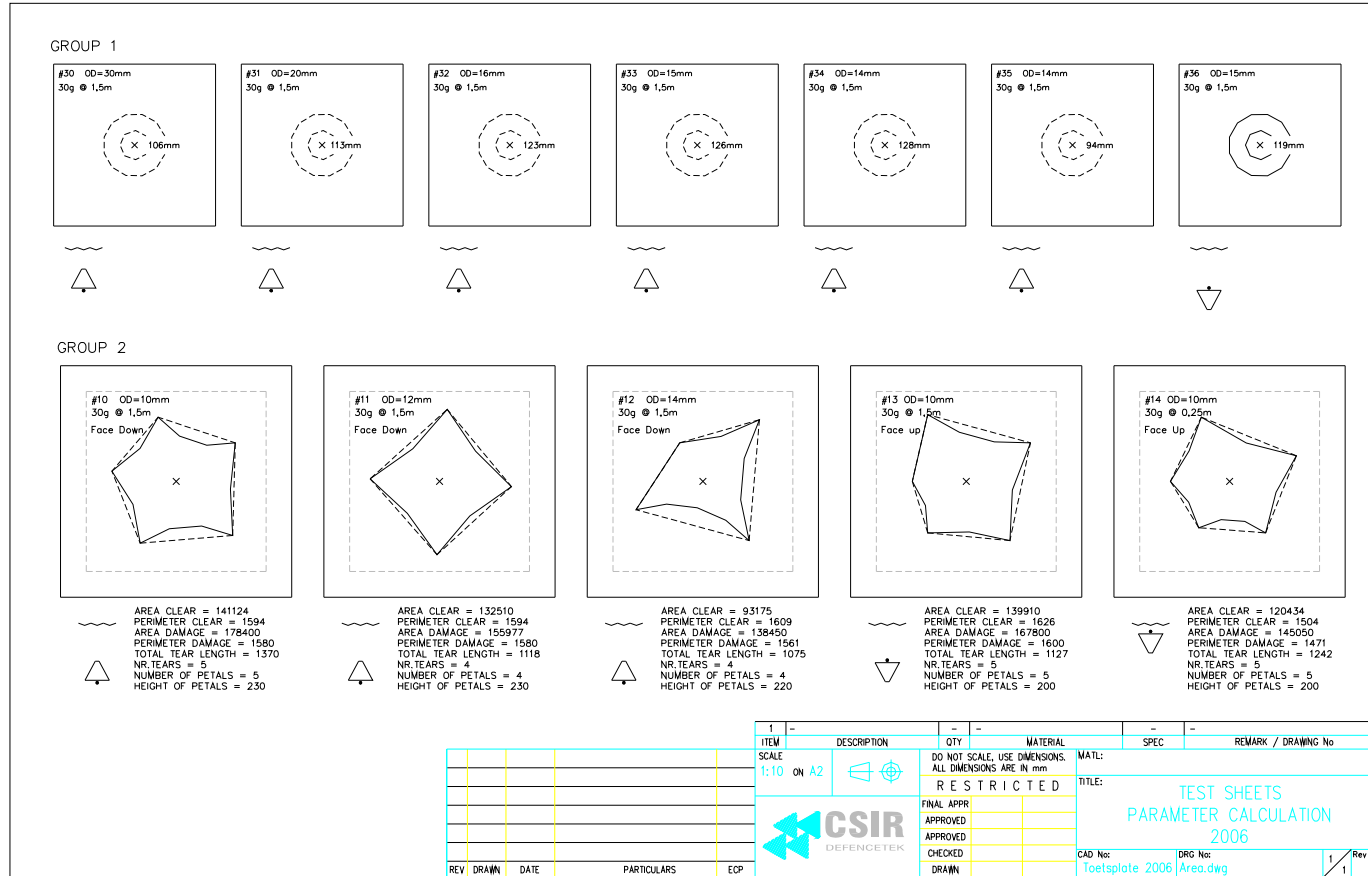 GROUP 1
#30 OD=30mm
30g @ 1,5m
106mm
#31 OD=20mm
30g @ 1,5m
113mm
#32 OD=16mm
30g @ 1,5m
123mm
#33 OD=15mm
30g @ 1,5m
126mm
#34 OD=14mm
30g @ 1,5m
128mm
#35 OD=14mm
30g @ 1,5m
94mm
#36 OD=15mm
30g @ 1,5m
119mm
GROUP 2
#10 OD=10mm
30g @ 1,5m
Face Down
AREA CLEAR = 141124
PERIMETER CLEAR = 1594
AREA DAMAGE = 178400
PERIMETER DAMAGE = 1580
TOTAL TEAR LENGTH = 1370
NR.TEARS = 5
NUMBER OF PETALS = 5
HEIGHT OF PETALS = 230
#11 OD=12mm
30g @ 1,5m
Face Down
AREA CLEAR = 132510
PERIMETER CLEAR = 1594
AREA DAMAGE = 155977
PERIMETER DAMAGE = 1580
TOTAL TEAR LENGTH = 1118
NR.TEARS = 4
NUMBER OF PETALS = 4
HEIGHT OF PETALS = 230
#12 OD=14mm
30g @ 1,5m
Face Down
AREA CLEAR = 93175
PERIMETER CLEAR = 1609
AREA DAMAGE = 138450
PERIMETER DAMAGE = 1561
TOTAL TEAR LENGTH = 1075
NR.TEARS = 4
NUMBER OF PETALS = 4
HEIGHT OF PETALS = 220
#13 OD=10mm
30g @ 1,5m
Face up
AREA CLEAR = 139910
PERIMETER CLEAR = 1626
AREA DAMAGE = 167800
PERIMETER DAMAGE = 1600
TOTAL TEAR LENGTH = 1127
NR.TEARS = 5
NUMBER OF PETALS = 5
HEIGHT OF PETALS = 200
#14 OD=10mm
30g @ 0,25m
Face Up
AREA CLEAR = 120434
PERIMETER CLEAR = 1504
AREA DAMAGE = 145050
PERIMETER DAMAGE = 1471
TOTAL TEAR LENGTH = 1242
NR.TEARS = 5
NUMBER OF PETALS = 5
HEIGHT OF PETALS = 200
1 - - - - -
ITEM DESCRIPTION QTY MATERIAL SPEC REMARK / DRAWING No
SCALE
1:10 ON A2
DO NOT SCALE, USE DIMENSIONS.
ALL DIMENSIONS ARE IN mm
RESTRICTED
MATL:
TITLE:
TEST SHEETS
PARAMETER CALCULATION
2006
CSIR
DEFENCETEK
FINAL APPR
APPROVED
APPROVED
CHECKED
DRAWN
CAD No:
Toetsplate 2006
DRG No:
Area.dwg
1/1
Rev
REV DRAWN DATE PARTICULARS ECP